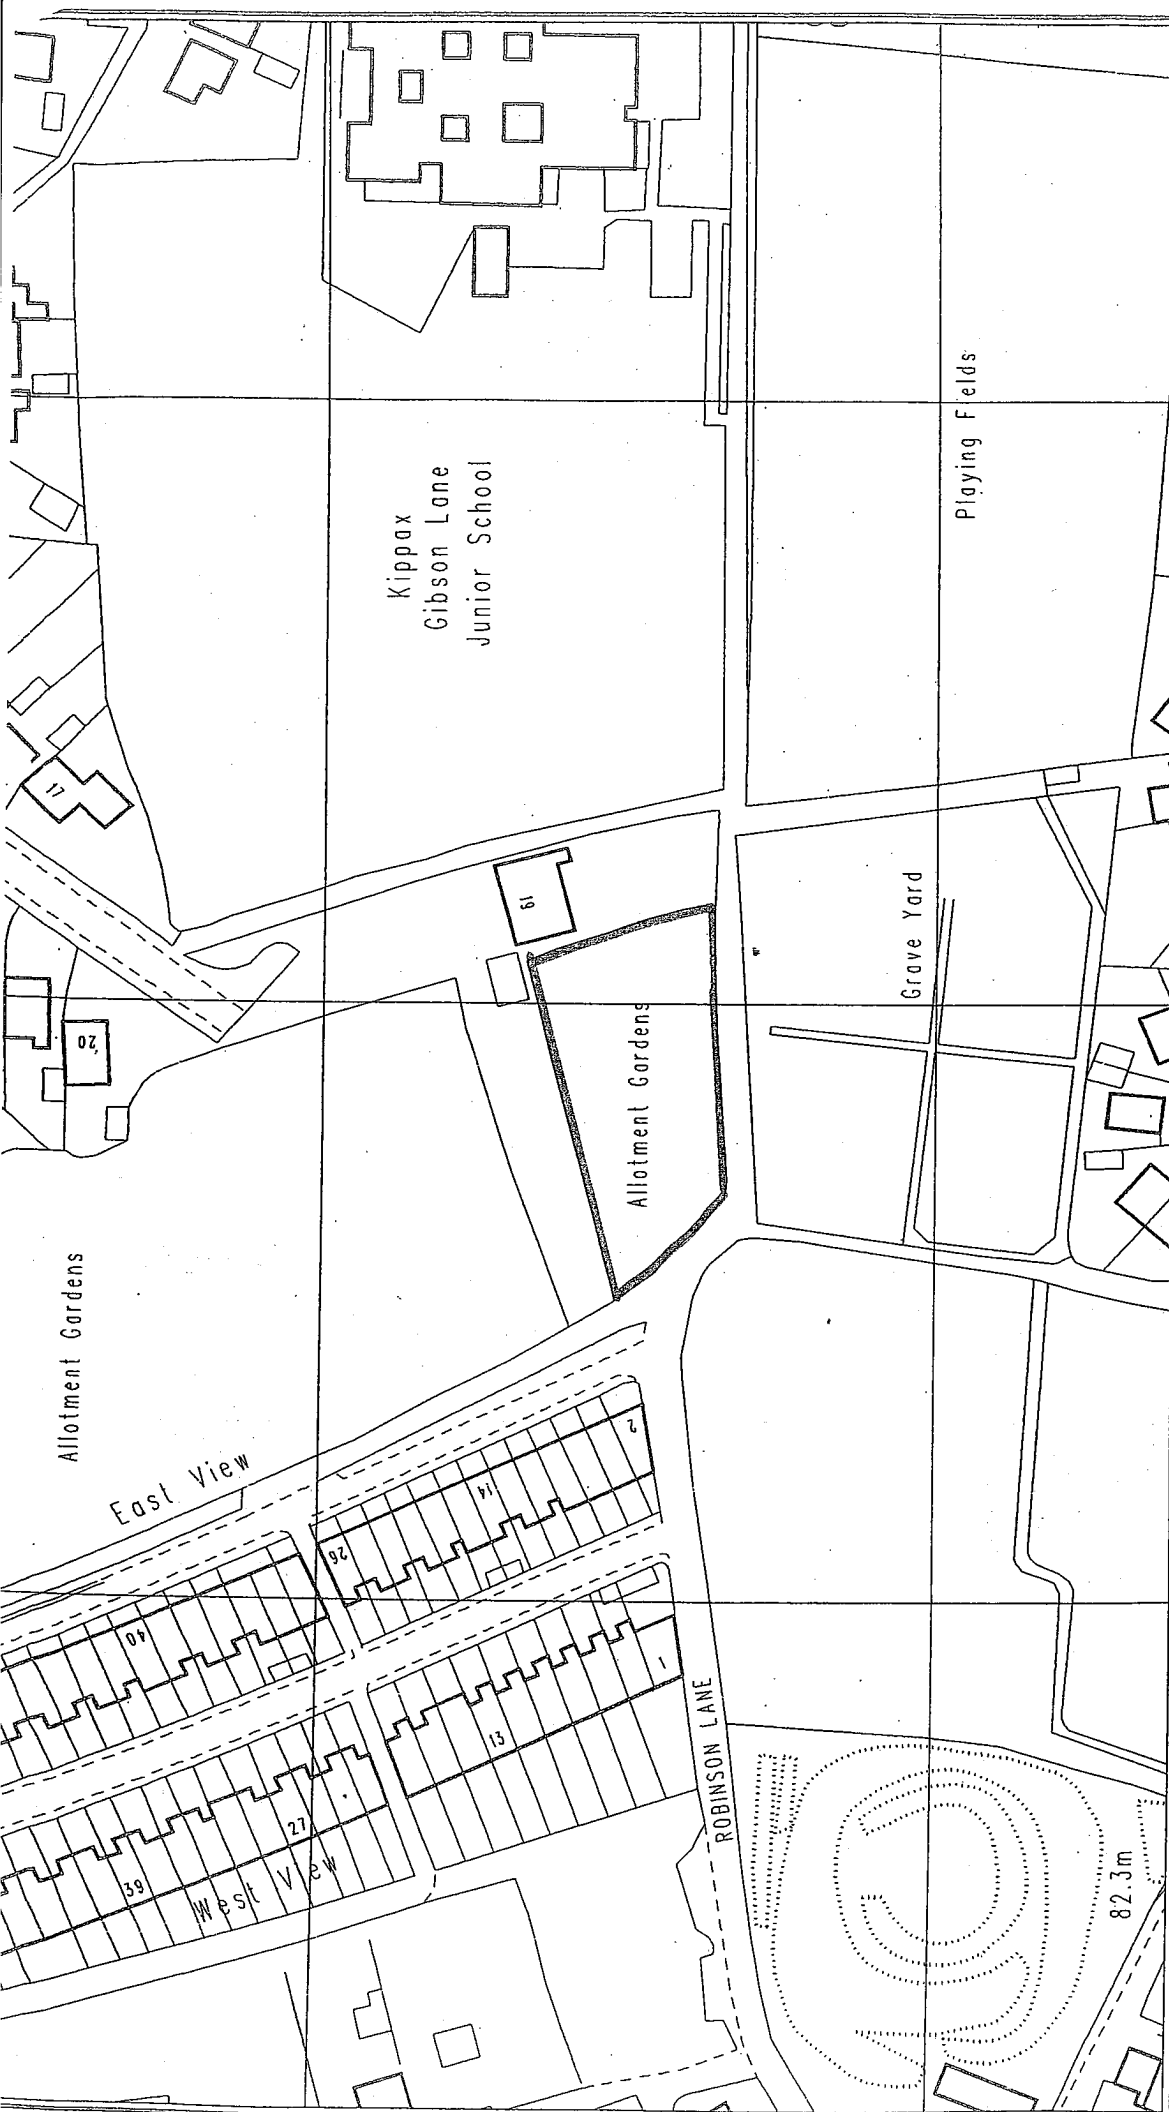 Kippax
Gibson Lane
Junior School
Playing Fields
17
19
20
Grave Yard
Allotment Gardens
Allotment Gardens
East View
2
14
26
40
1
13
27
39
West View
ROBINSON LANE
82.3m